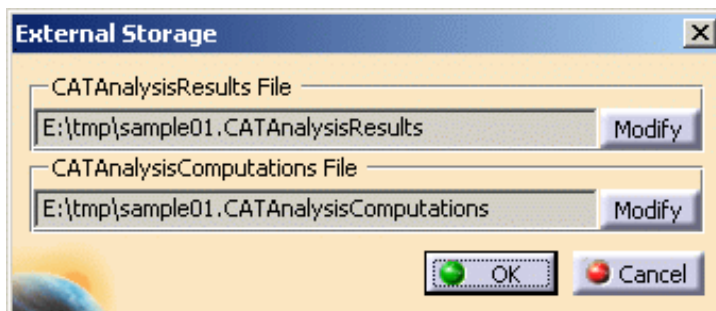 External Storage
CATAnalysisResults File
E:\tmp\sample01.CATAnalysisResults Modify
CATAnalysisComputations File
E:\tmp\sample01.CATAnalysisComputations Modify
OK Cancel